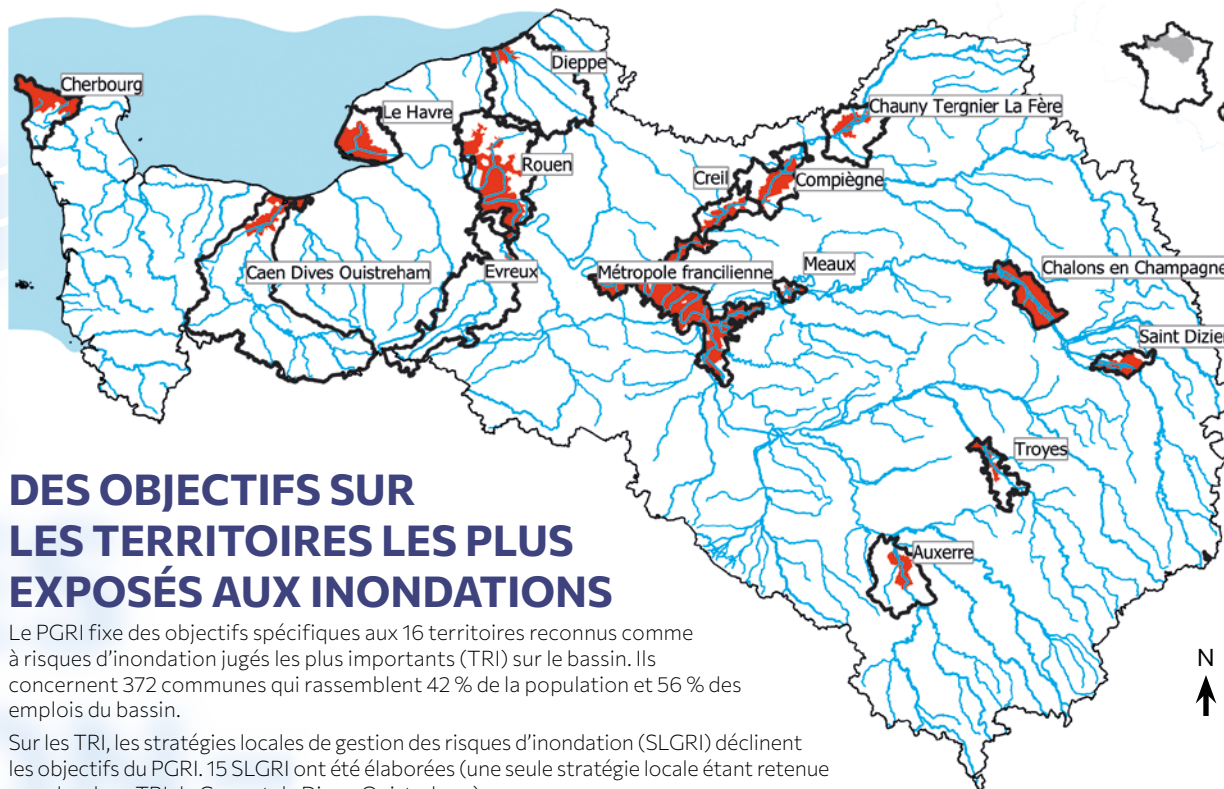 Cherbourg
Dieppe
Le Havre
Chauny Tergnier La Fère
Rouen
Creil
Compiègne
Caen Dives Ouistreham
Evreux
Métropole francilienne
Meaux
Chalons en Champagne
Saint Dizier
Troyes
Auxerre
N
DES OBJECTIFS SUR
LES TERRITOIRES LES PLUS
EXPOSÉS AUX INONDATIONS
Le PGRI fixe des objectifs spécifiques aux 16 territoires reconnus comme
à risques d’inondation jugés les plus importants (TRI) sur le bassin. Ils
concernent 372 communes qui rassemblent 42 % de la population et 56 % des
emplois du bassin.
Sur les TRI, les stratégies locales de gestion des risques d’inondation (SLGRI) déclinent
les objectifs du PGRI. 15 SLGRI ont été élaborées (une seule stratégie locale étant retenue